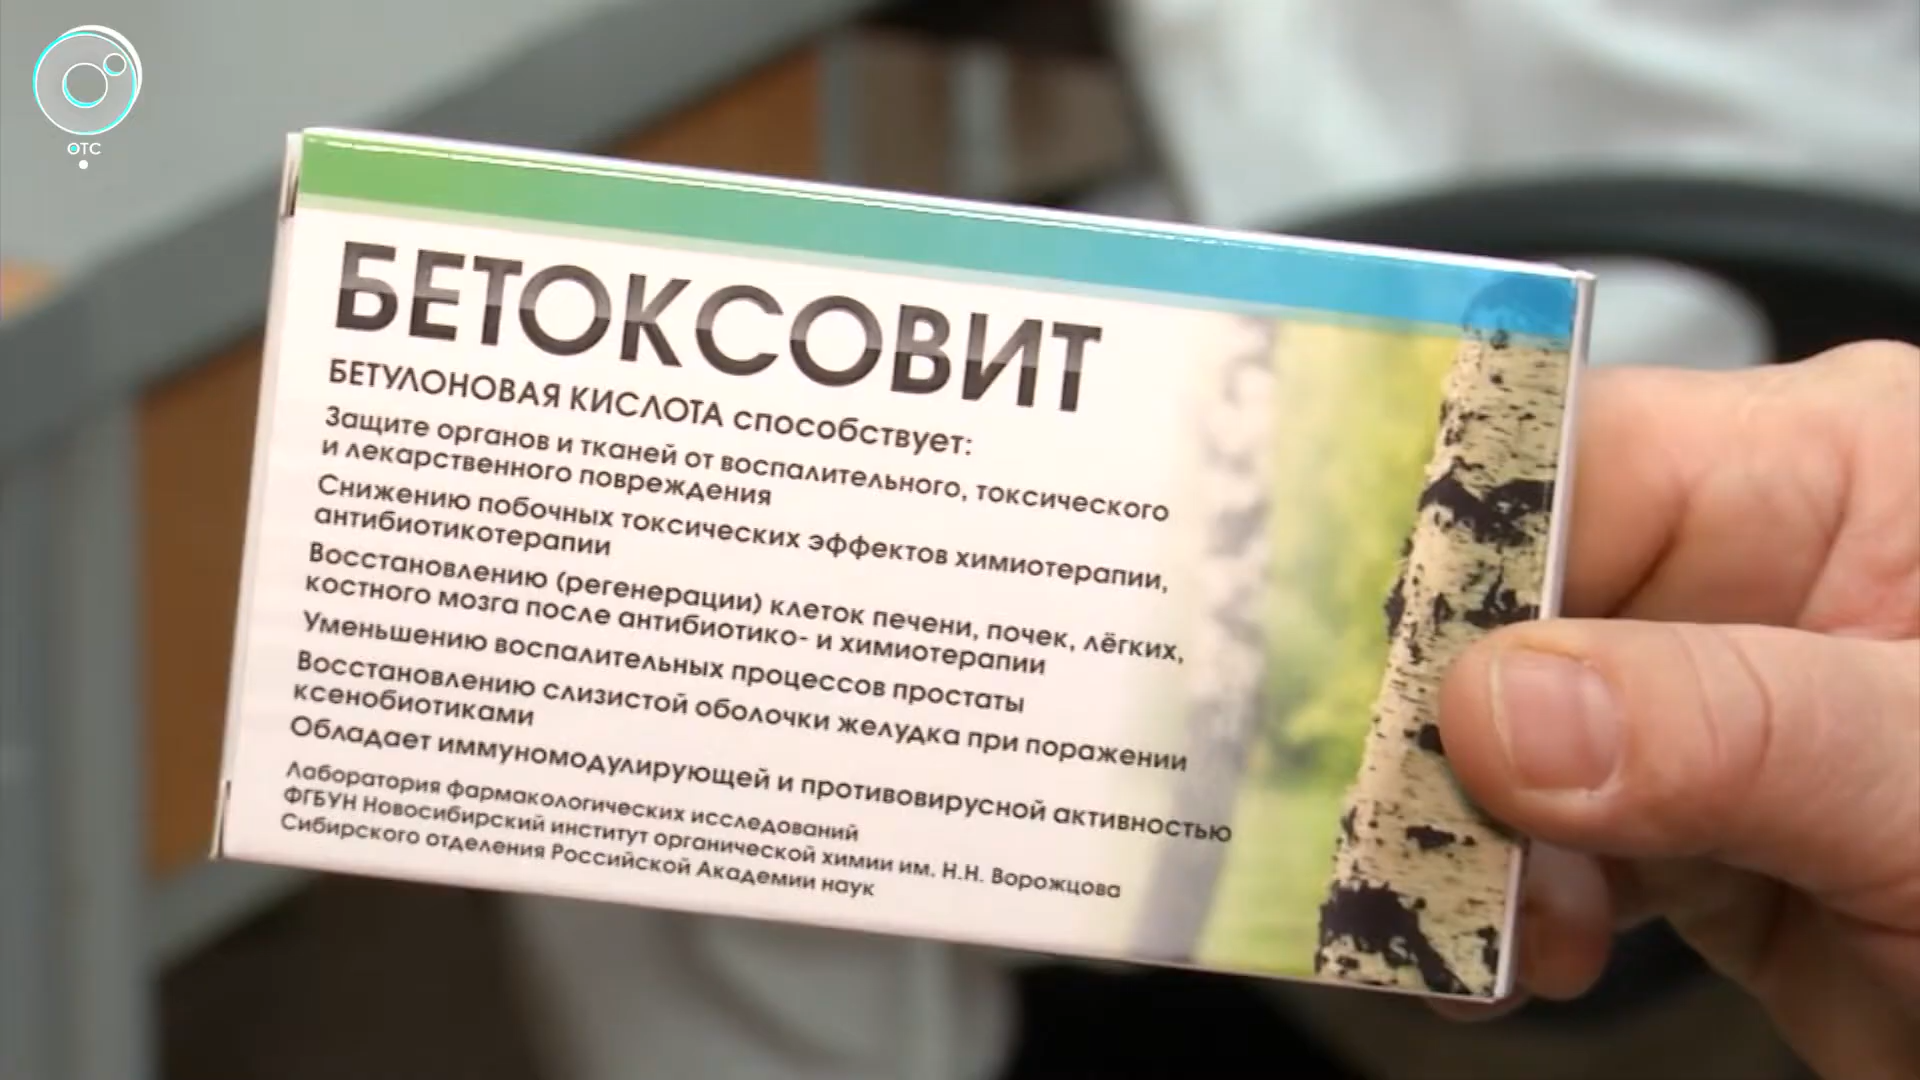 ОТС
БЕТОКСОВИТ
БЕТУЛОНОВАЯ КИСЛОТА способствует:
Защите органов и тканей от воспалительного, токсического
и лекарственного повреждения
Снижению побочных токсических эффектов химиотерапии,
антибиотикотерапии
Восстановлению (регенерации) клеток печени, почек, лёгких,
костного мозга после антибиотико- и химиотерапии
Уменьшению воспалительных процессов простаты
Восстановлению слизистой оболочки желудка при поражении
ксенобиотиками
Обладает иммуномодулирующей и противовирусной активностью
Лаборатория фармакологических исследований
ФГБУН Новосибирский институт органической химии им. Н.Н. Ворожцова
Сибирского отделения Российской Академии наук